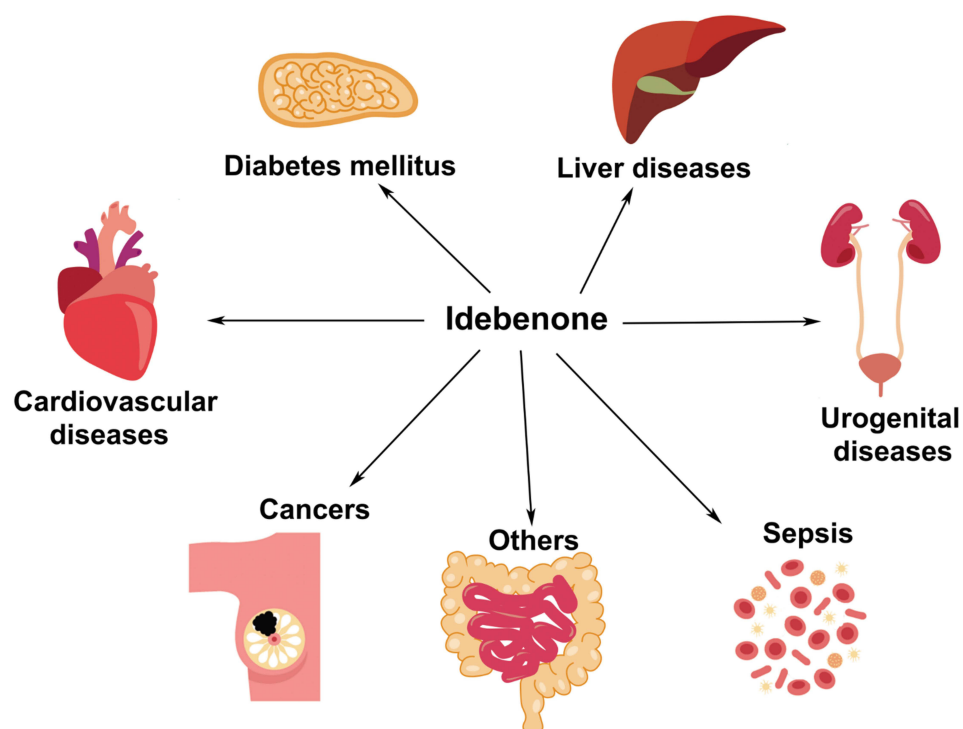 Diabetes mellitus
Liver diseases
Idebenone
Cardiovascular
diseases
Urogenital
diseases
Cancers
Others
Sepsis